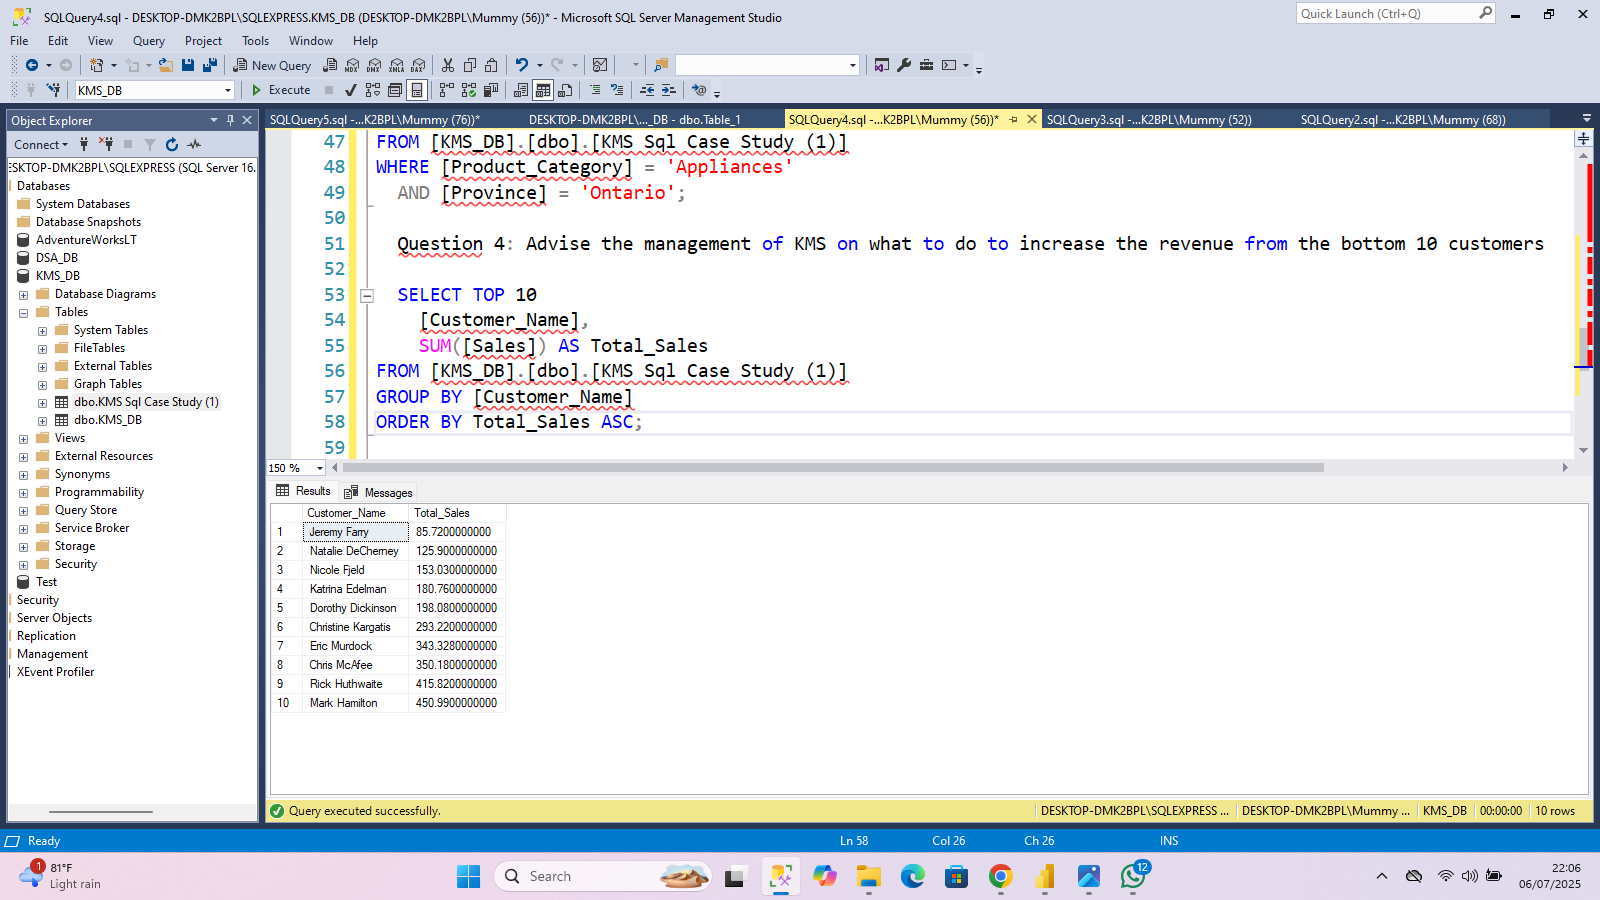 SQLQuery4.sql - DESKTOP-DMK2BPL\SQLEXPRESS.KMS_DB (DESKTOP-DMK2BPL\Mummy (56))* - Microsoft SQL Server Management Studio
Quick Launch (Ctrl+Q)
File Edit View Query Project Tools Window Help
New Query MDX DMX XMLA DAX
KMS_DB Execute
Object Explorer
SQLQuery5.sql -...K2BPL\Mummy (76))* DESKTOP-DMK2BPL\..._DB - dbo.Table_1 SQLQuery4.sql -...K2BPL\Mummy (56))* SQLQuery3.sql -...K2BPL\Mummy (52)) SQLQuery2.sql -...K2BPL\Mummy (68))
Connect
ESKTOP-DMK2BPL\SQLEXPRESS (SQL Server 16.
Databases
System Databases
Database Snapshots
AdventureWorksLT
DSA_DB
KMS_DB
Database Diagrams
Tables
System Tables
FileTables
External Tables
Graph Tables
dbo.KMS Sql Case Study (1)
dbo.KMS_DB
Views
External Resources
Synonyms
Programmability
Query Store
Service Broker
Storage
Security
Test
Security
Server Objects
Replication
Management
XEvent Profiler
47 FROM [KMS_DB].[dbo].[KMS Sql Case Study (1)]
48 WHERE [Product_Category] = 'Appliances'
49 AND [Province] = 'Ontario';
50
51 Question 4: Advise the management of KMS on what to do to increase the revenue from the bottom 10 customers
52
53 SELECT TOP 10
54 [Customer_Name],
55 SUM([Sales]) AS Total_Sales
56 FROM [KMS_DB].[dbo].[KMS Sql Case Study (1)]
57 GROUP BY [Customer_Name]
58 ORDER BY Total_Sales ASC;
59
150 %
Results Messages
Customer_Name Total_Sales
1 Jeremy Farry 85.7200000000
2 Natalie DeCherney 125.9000000000
3 Nicole Fjeld 153.0300000000
4 Katrina Edelman 180.7600000000
5 Dorothy Dickinson 198.0800000000
6 Christine Kargatis 293.2200000000
7 Eric Murdock 343.3280000000
8 Chris McAfee 350.1800000000
9 Rick Huthwaite 415.8200000000
10 Mark Hamilton 450.9900000000
Query executed successfully. DESKTOP-DMK2BPL\SQLEXPRESS ... DESKTOP-DMK2BPL\Mummy ... KMS_DB 00:00:00 10 rows
Ready Ln 58 Col 26 Ch 26 INS
1 81°F
Light rain
Search
12
22:06
06/07/2025